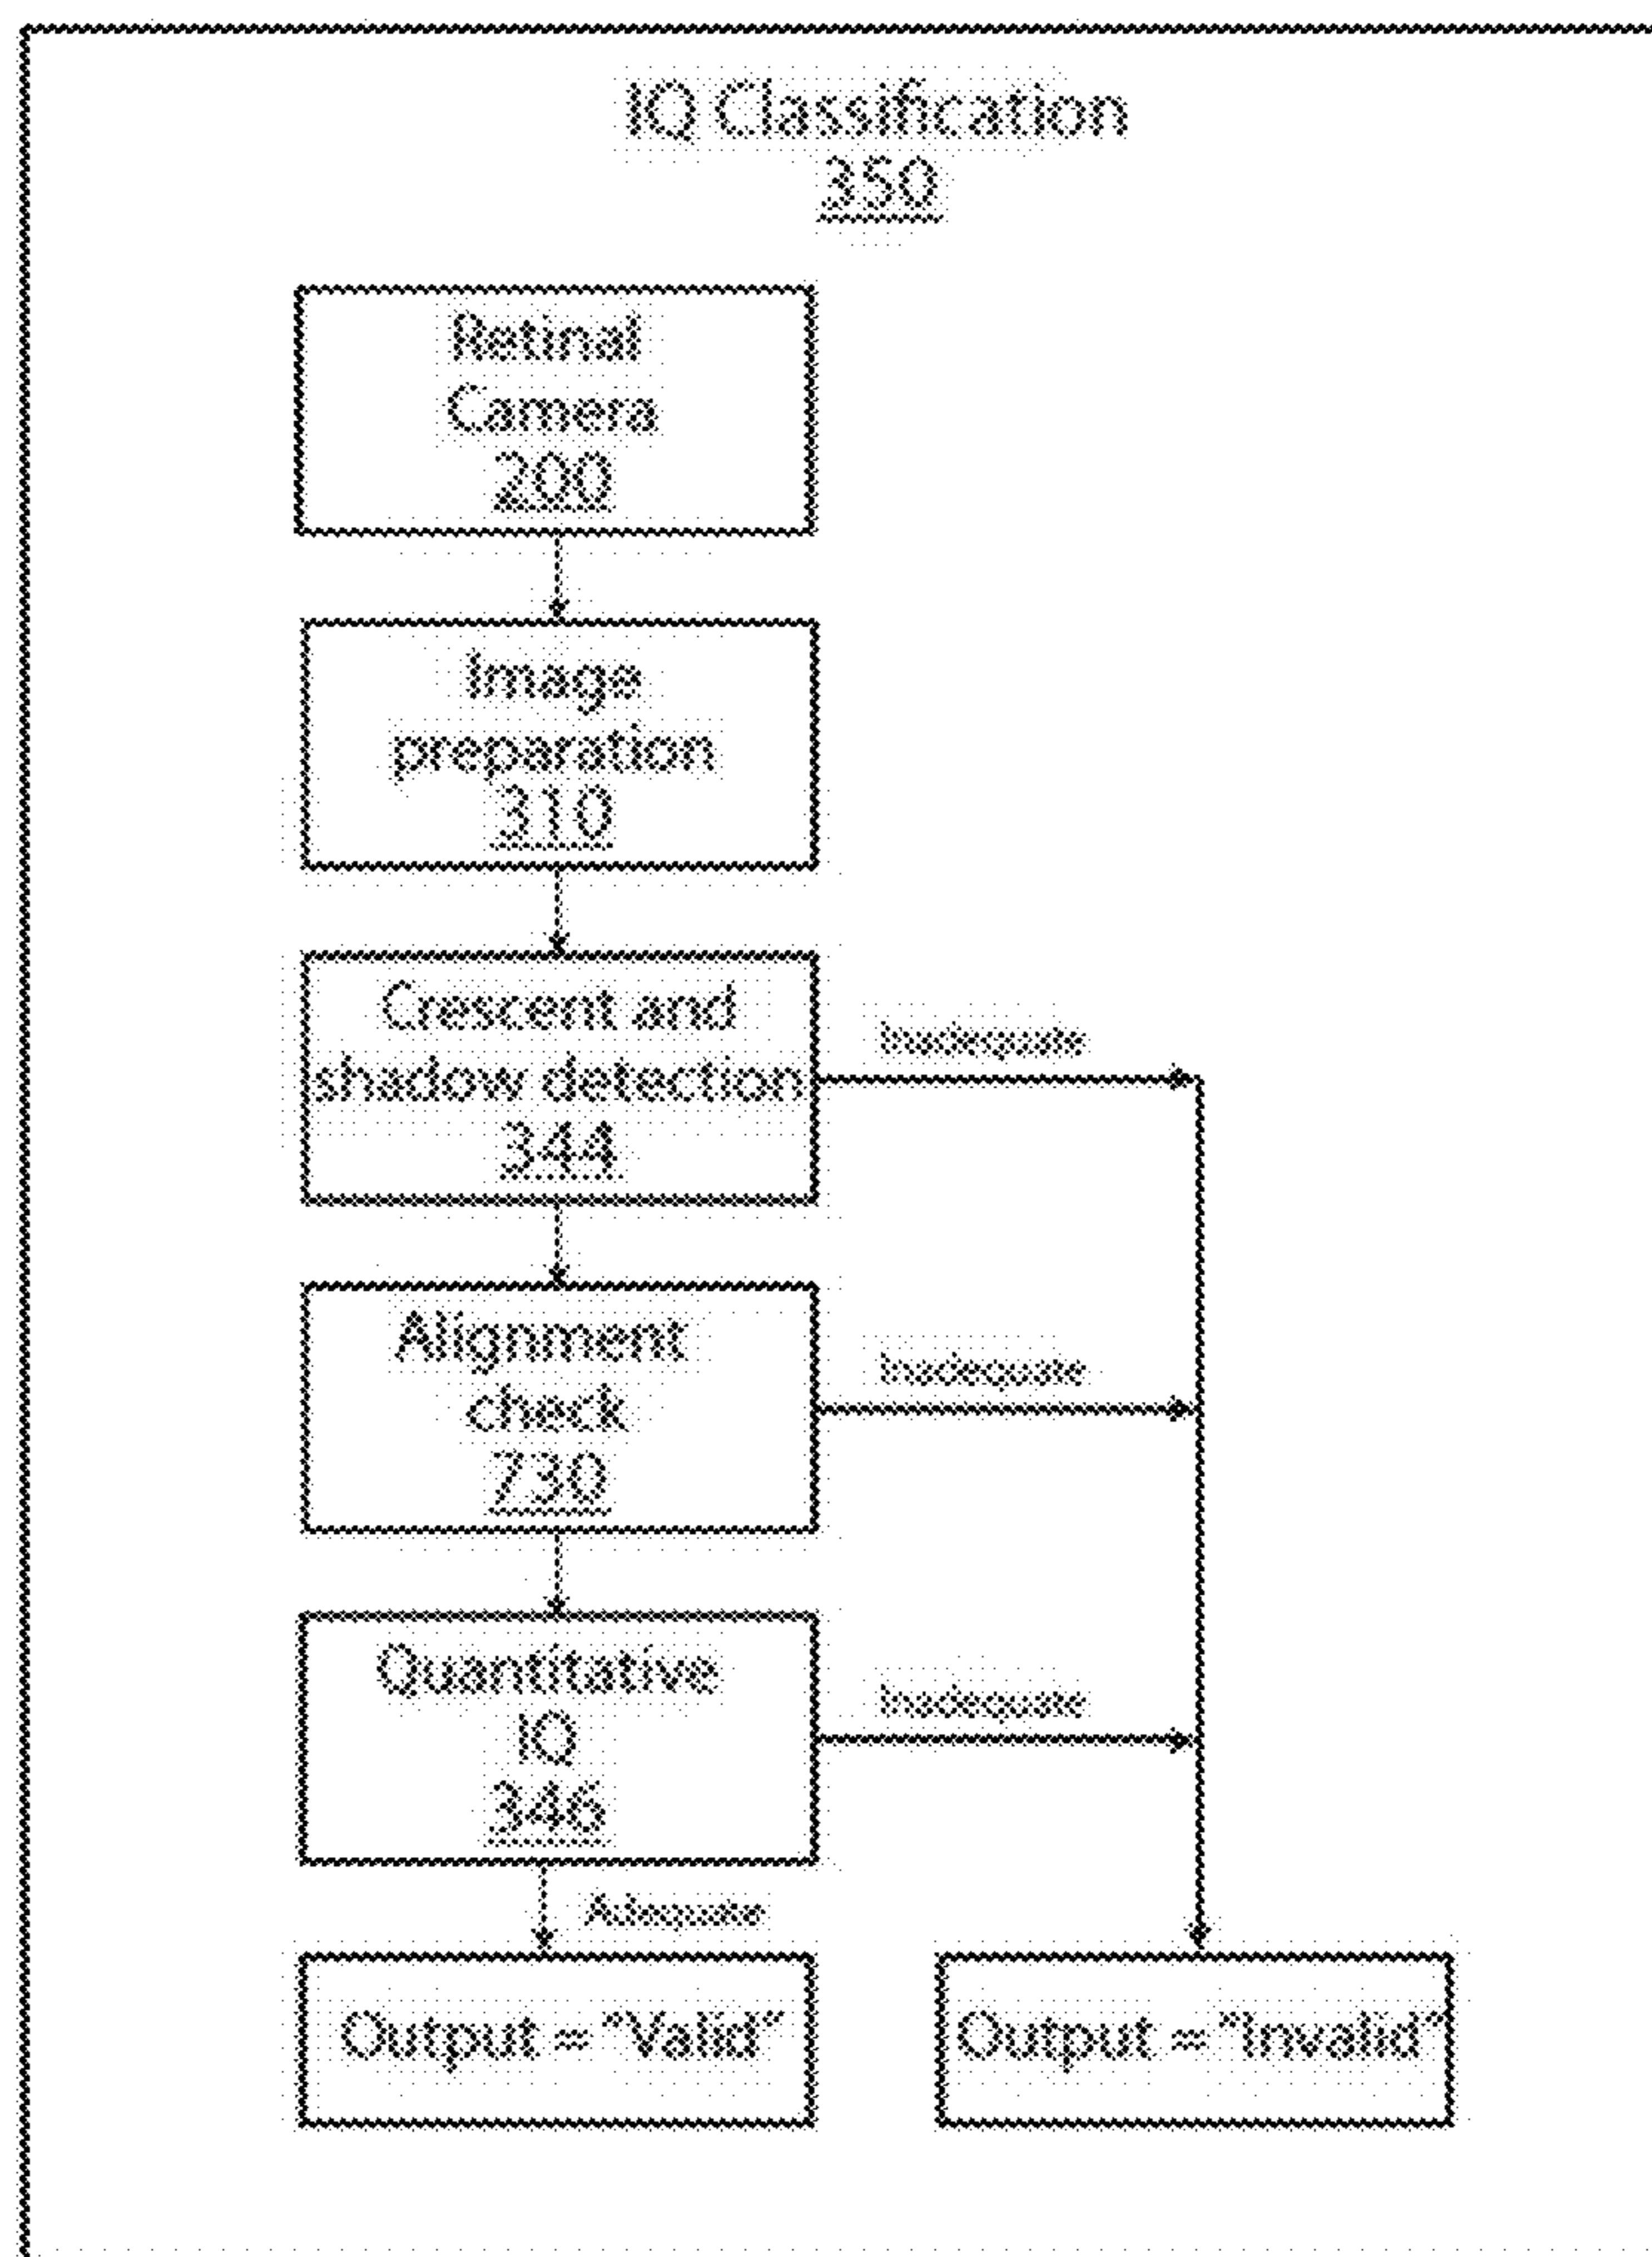 IQ Classification
350
Retinal
Camera
200
Image
preparation
310
Crescent and
shadow detection
344
Inadequate
Alignment
check
730
Inadequate
Quantitative
IQ
346
Inadequate
Adequate
Output = "Valid"
Output = "Invalid"